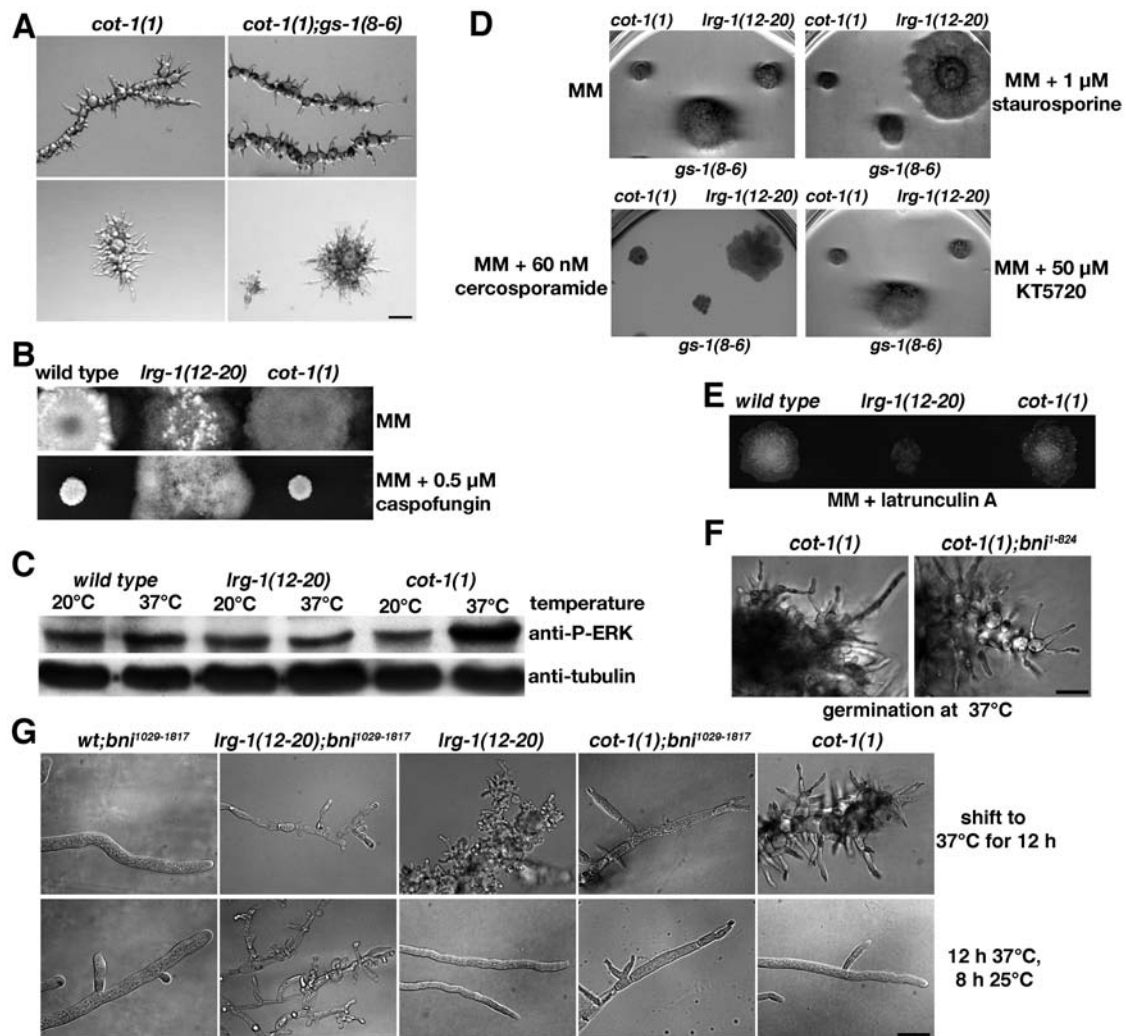 A
cot-1(1) cot-1(1);gs-1(8-6)
B
wild type lrg-1(12-20) cot-1(1)
MM
MM + 0.5 µM
caspofungin
C
wild type lrg-1(12-20) cot-1(1)
20°C 37°C 20°C 37°C 20°C 37°C temperature
anti-P-ERK
anti-tubulin
D
cot-1(1) lrg-1(12-20) cot-1(1) lrg-1(12-20)
MM
MM + 1 µM
staurosporine
gs-1(8-6) gs-1(8-6)
cot-1(1) lrg-1(12-20) cot-1(1) lrg-1(12-20)
MM + 60 nM
cercosporamide
MM + 50 µM
KT5720
gs-1(8-6) gs-1(8-6)
E
wild type lrg-1(12-20) cot-1(1)
MM + latrunculin A
F
cot-1(1) cot-1(1);bni1-824
germination at 37°C
G
wt;bni1029-1817 lrg-1(12-20);bni1029-1817 lrg-1(12-20) cot-1(1);bni1029-1817 cot-1(1)
shift to
37°C for 12 h
12 h 37°C,
8 h 25°C